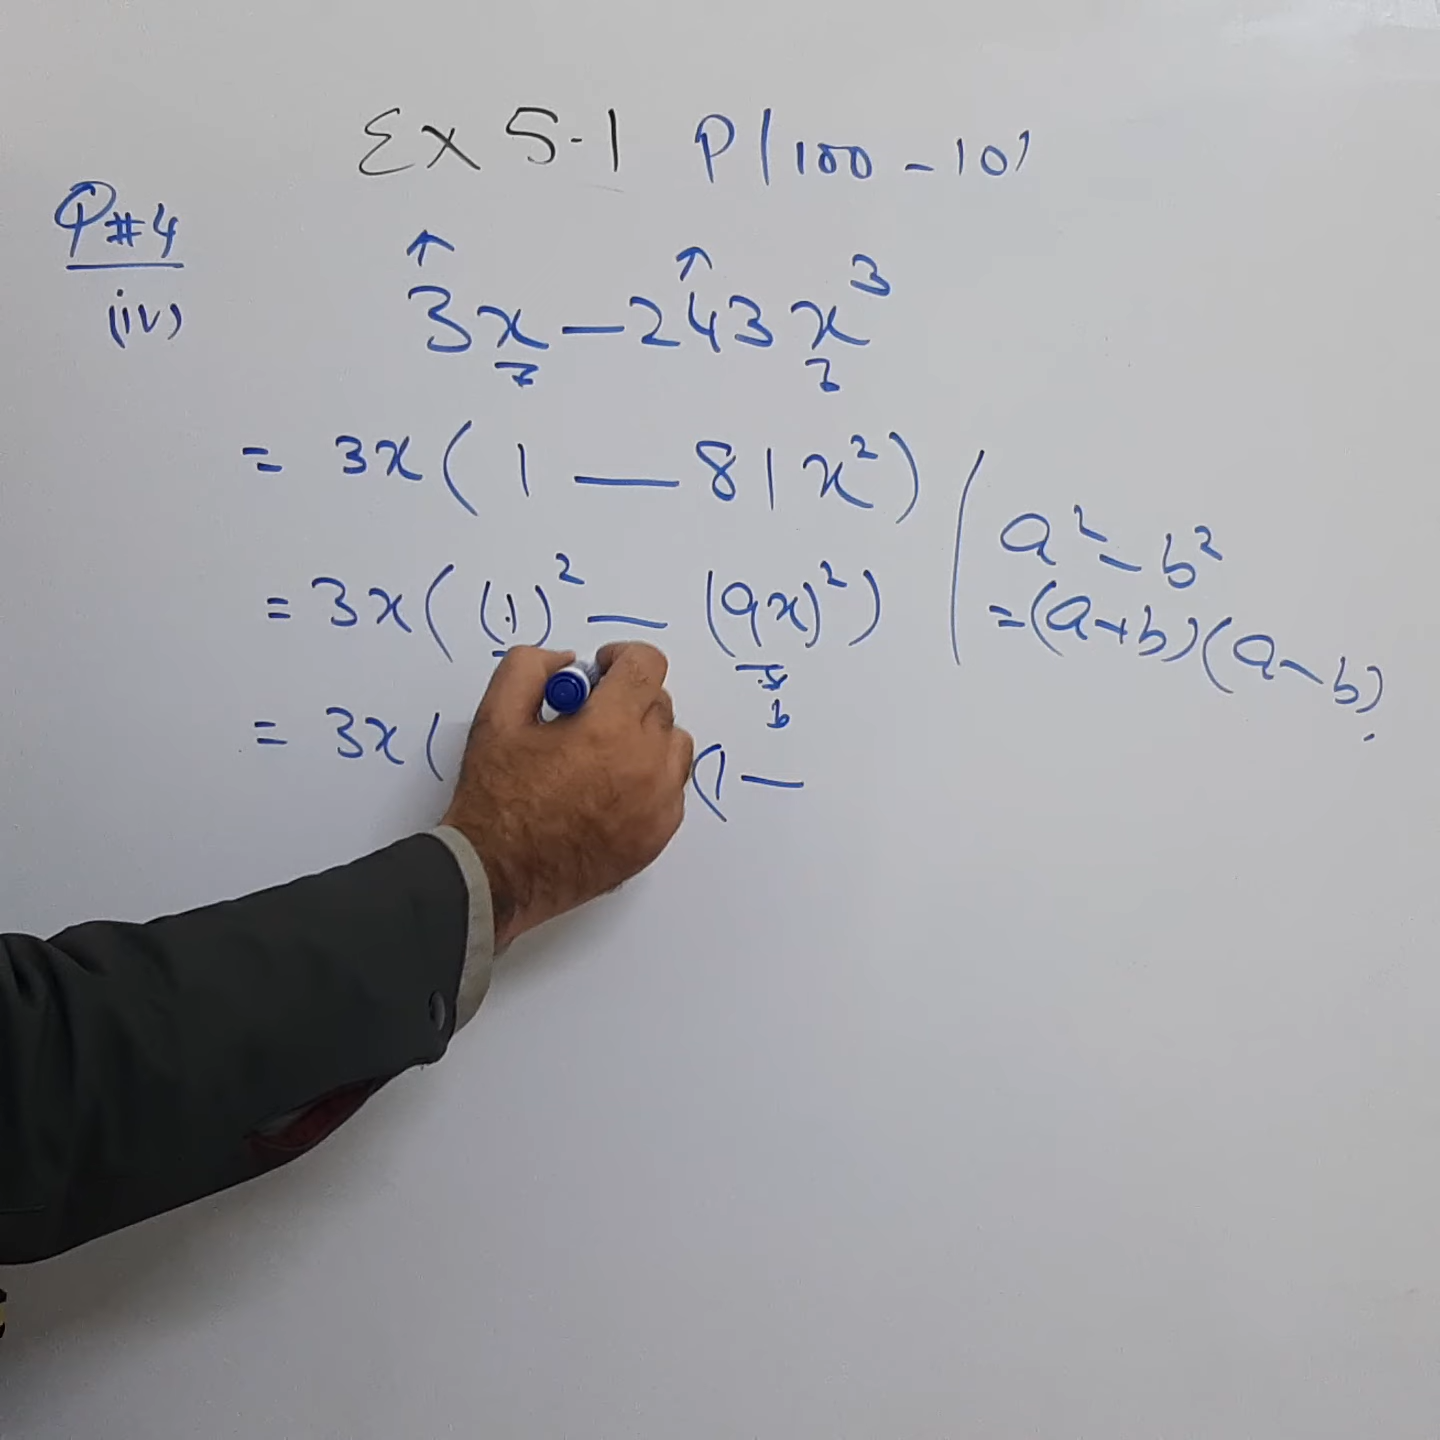 Ex 5.1 P/100-101
Q#4
(iv) 3x - 243x³
= 3x(1 - 81x²)
= 3x((1)² - (9x)²)
a² - b²
= (a+b)(a-b)
b
= 3x( (1 -